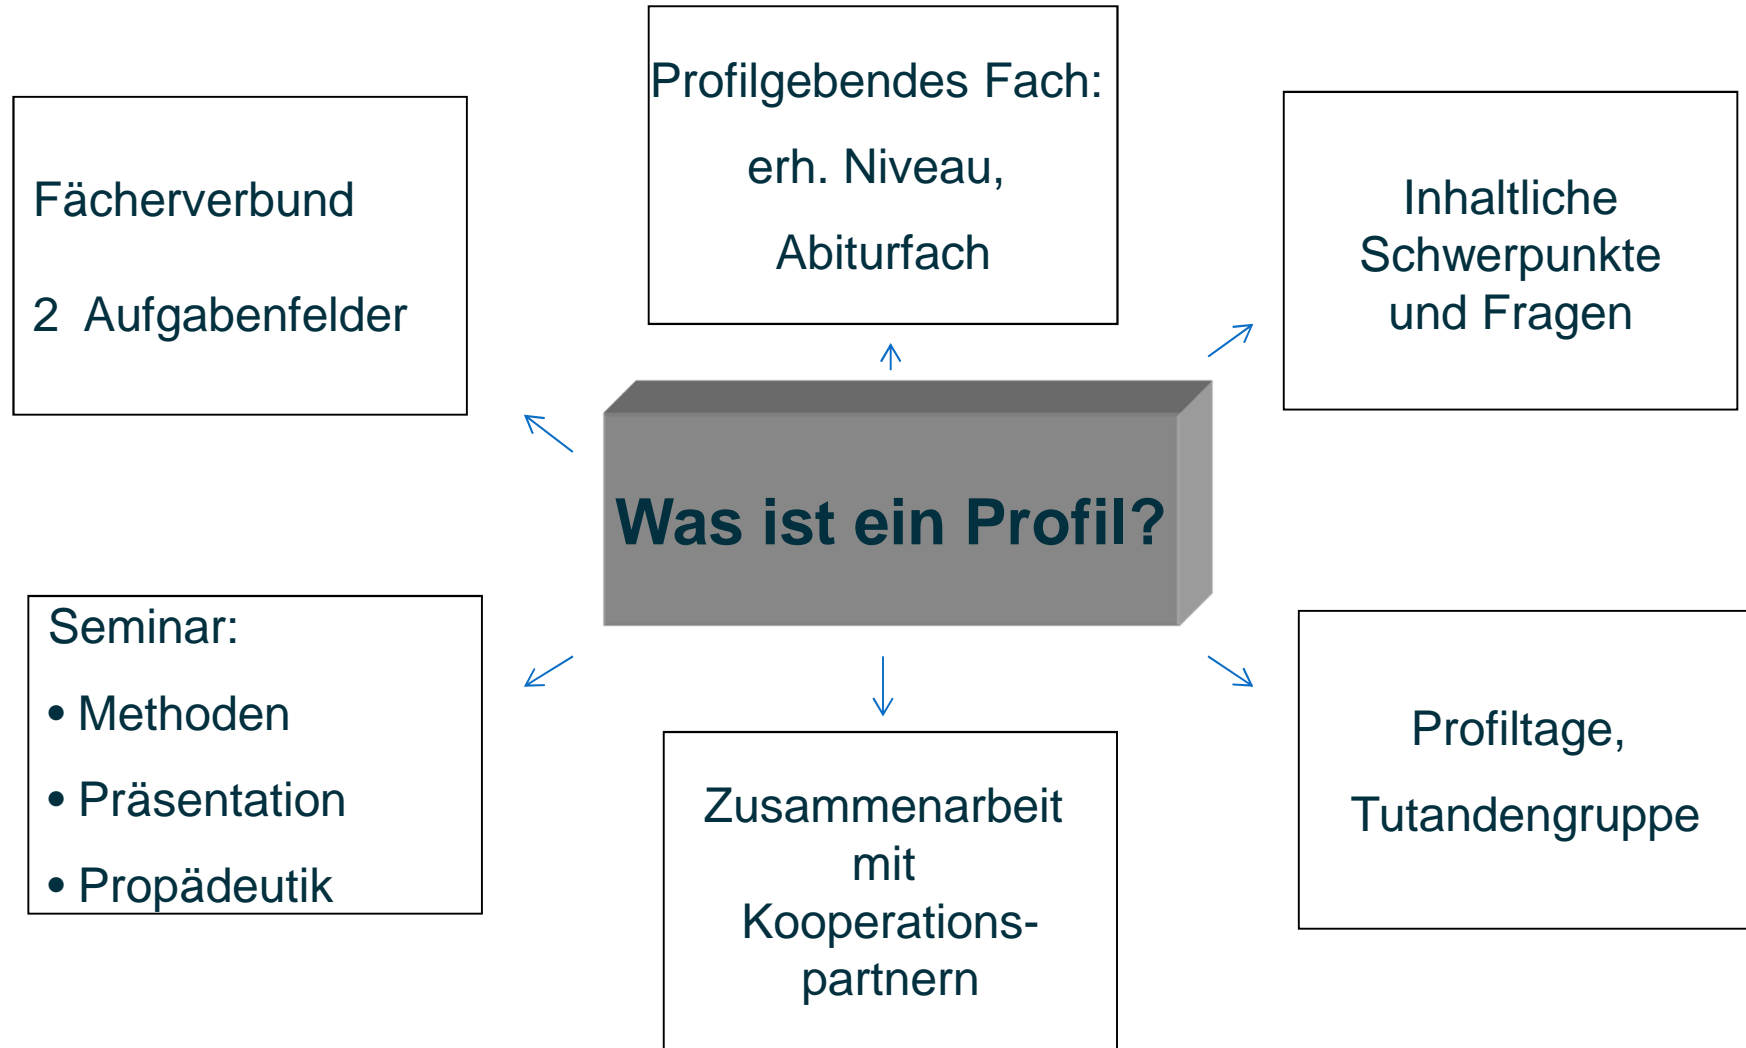 Profilgebendes Fach:
erh. Niveau,
Abiturfach
Fächerverbund
2 Aufgabenfelder
Inhaltliche
Schwerpunkte
und Fragen
Was ist ein Profil?
Seminar:
• Methoden
• Präsentation
• Propädeutik
Zusammenarbeit
mit
Kooperations-
partnern
Profiltage,
Tutandengruppe